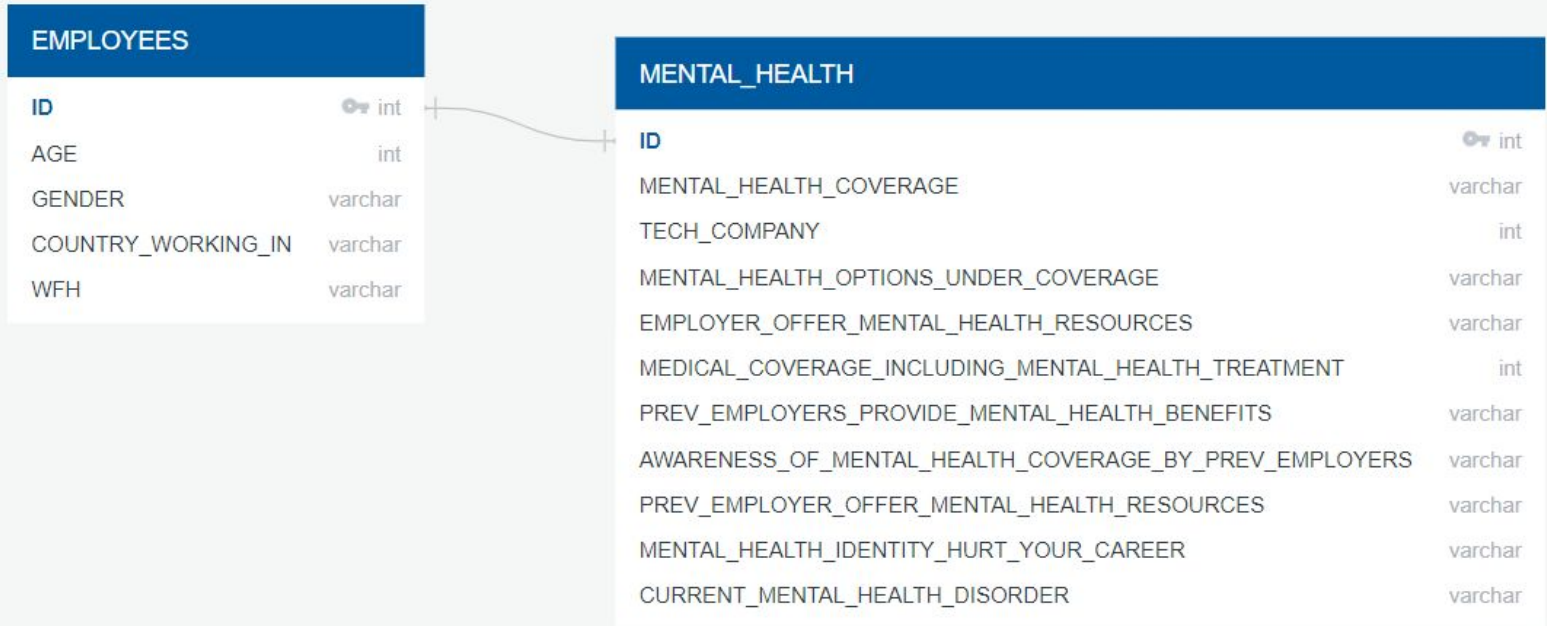 EMPLOYEES
ID int
AGE int
GENDER varchar
COUNTRY_WORKING_IN varchar
WFH varchar
MENTAL_HEALTH
ID int
MENTAL_HEALTH_COVERAGE varchar
TECH_COMPANY int
MENTAL_HEALTH_OPTIONS_UNDER_COVERAGE varchar
EMPLOYER_OFFER_MENTAL_HEALTH_RESOURCES varchar
MEDICAL_COVERAGE_INCLUDING_MENTAL_HEALTH_TREATMENT int
PREV_EMPLOYERS_PROVIDE_MENTAL_HEALTH_BENEFITS varchar
AWARENESS_OF_MENTAL_HEALTH_COVERAGE_BY_PREV_EMPLOYERS varchar
PREV_EMPLOYER_OFFER_MENTAL_HEALTH_RESOURCES varchar
MENTAL_HEALTH_IDENTITY_HURT_YOUR_CAREER varchar
CURRENT_MENTAL_HEALTH_DISORDER varchar